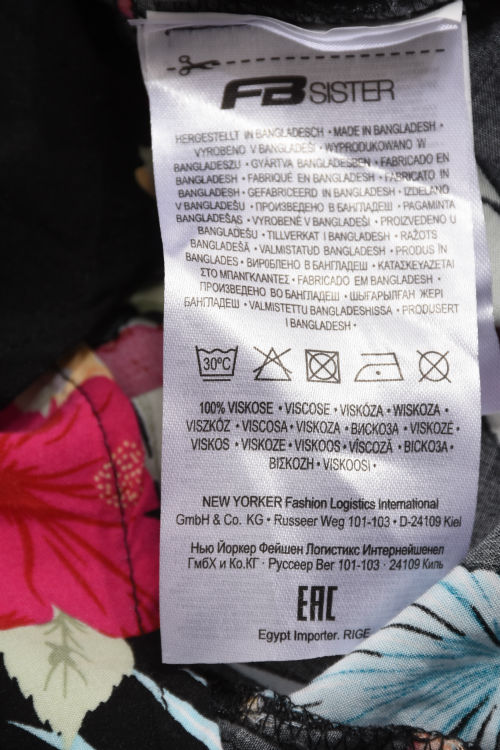 FB SISTER
HERGESTELLT IN BANGLADESCH • MADE IN BANGLADESH •
VYROBENO V BANGLADÉŠI • WYPRODUKOWANO W
BANGLADESZU • GYÁRTVA BANGLADESBEN • FABRICADO EN
BANGLADESH • FABRIQUÉ EN BANGLADESH • FABRICATO IN
BANGLADESH • GEFABRICEERD IN BANGLADESH • IZDELANO
V BANGLADEŠU • ПРОИЗВЕДЕНО В БАНГЛАДЕШ • PAGAMINTA
BANGLADEŠAS • VYROBENÉ V BANGLADÉŠI • PROIZVEDENO U
BANGLADEŠU • TILLVERKAT I BANGLADESH • RAŽOTS
BANGLADEŠĀ • VALMISTATUD BANGLADESH • PRODUS ÎN
BANGLADES • ВИРОБЛЕНО В БАНГЛАДЕШ • ΚΑΤΑΣΚΕΥΑΖΕΤΑΙ
ΣΤΟ ΜΠΑΝΓΚΛΑΝΤΕΣ • FABRICADO EM BANGLADESH •
ПРОИЗВЕДЕНО ВО БАНГЛАДЕШ • ШЫҒАРЫЛҒАН ЖЕРІ
БАНГЛАДЕШ • VALMISTETTU BANGLADESHISSA • PRODUSERT
I BANGLADESH •
30°C
100% VISKOSE • VISCOSE • VISKÓZA • WISKOZA •
VISZKÓZ • VISCOSA • VISKOZA • ВИСКОЗА • VISKOZĖ •
VISKOS • VISKOZE • VISKOOS • VÎSCOZĂ • ВІСКОЗА •
ΒΙΣΚΟΖΗ • VISKOOSI •
NEW YORKER Fashion Logistics International
GmbH & Co. KG • Russeer Weg 101-103 • D-24109 Kiel
Нью Йоркер Фейшен Логистикс Интернейшенел
ГмбХ и Ко.КГ · Руссеер Вег 101-103 · 24109 Киль
EAC
Egypt Importer. RIGE